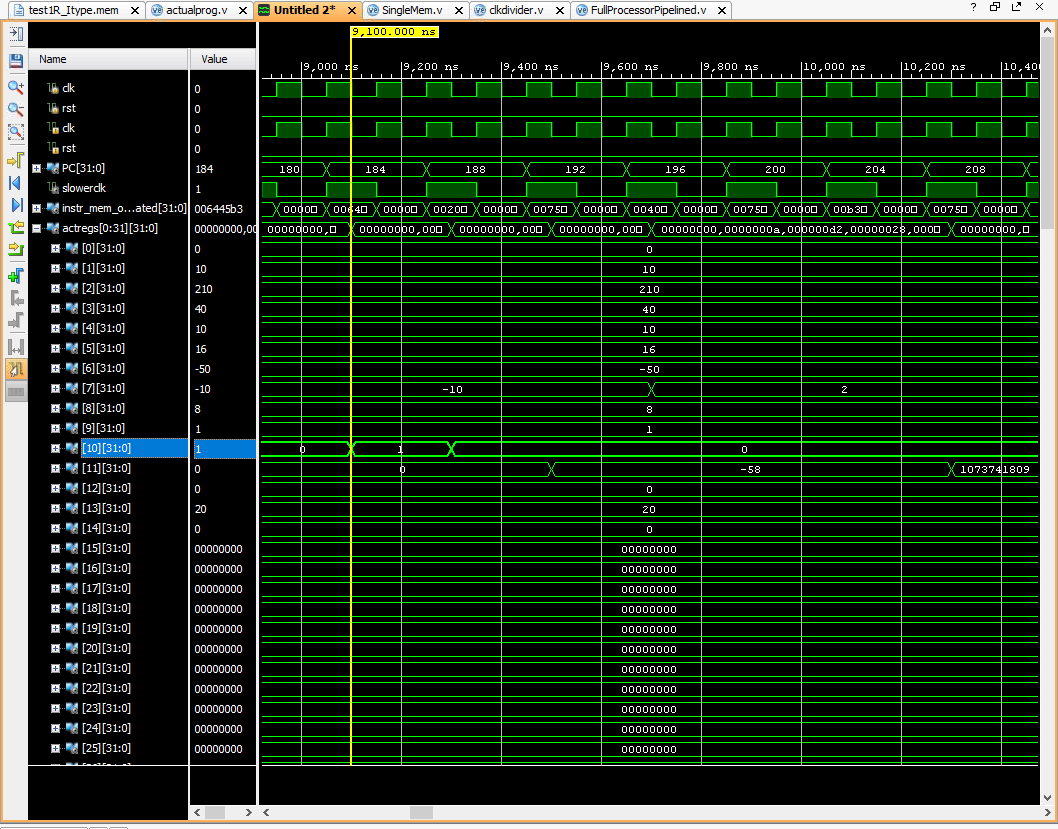 test1R_Itype.mem actualprog.v Untitled 2* SingleMem.v clkdivider.v FullProcessorPipelined.v
9,100.000 ns
Name Value
9,000 ns 9,200 ns 9,400 ns 9,600 ns 9,800 ns 10,000 ns 10,200 ns 10,400
clk 0
rst 0
clk 0
rst 0
PC[31:0] 184 180 184 188 192 196 200 204 208
slowerclk 1
instr_mem_o...ated[31:0] 006445b3 0000 0064 0000 0020 0000 0075 0000 0040 0000 0075 0000 00b3 0000 0075 0000
actregs[0:31][31:0] 00000000,00 00000000, 00000000,00 00000000,00 00000000,00 00000000,0000000a,000000d2,00000028,000 00000000,
[0][31:0] 0 0
[1][31:0] 10 10
[2][31:0] 210 210
[3][31:0] 40 40
[4][31:0] 10 10
[5][31:0] 16 16
[6][31:0] -50 -50
[7][31:0] -10 -10 2
[8][31:0] 8 8
[9][31:0] 1 1
[10][31:0] 1 0 1 0
[11][31:0] 0 0 -58 1073741809
[12][31:0] 0 0
[13][31:0] 20 20
[14][31:0] 0 0
[15][31:0] 00000000 00000000
[16][31:0] 00000000 00000000
[17][31:0] 00000000 00000000
[18][31:0] 00000000 00000000
[19][31:0] 00000000 00000000
[20][31:0] 00000000 00000000
[21][31:0] 00000000 00000000
[22][31:0] 00000000 00000000
[23][31:0] 00000000 00000000
[24][31:0] 00000000 00000000
[25][31:0] 00000000 00000000